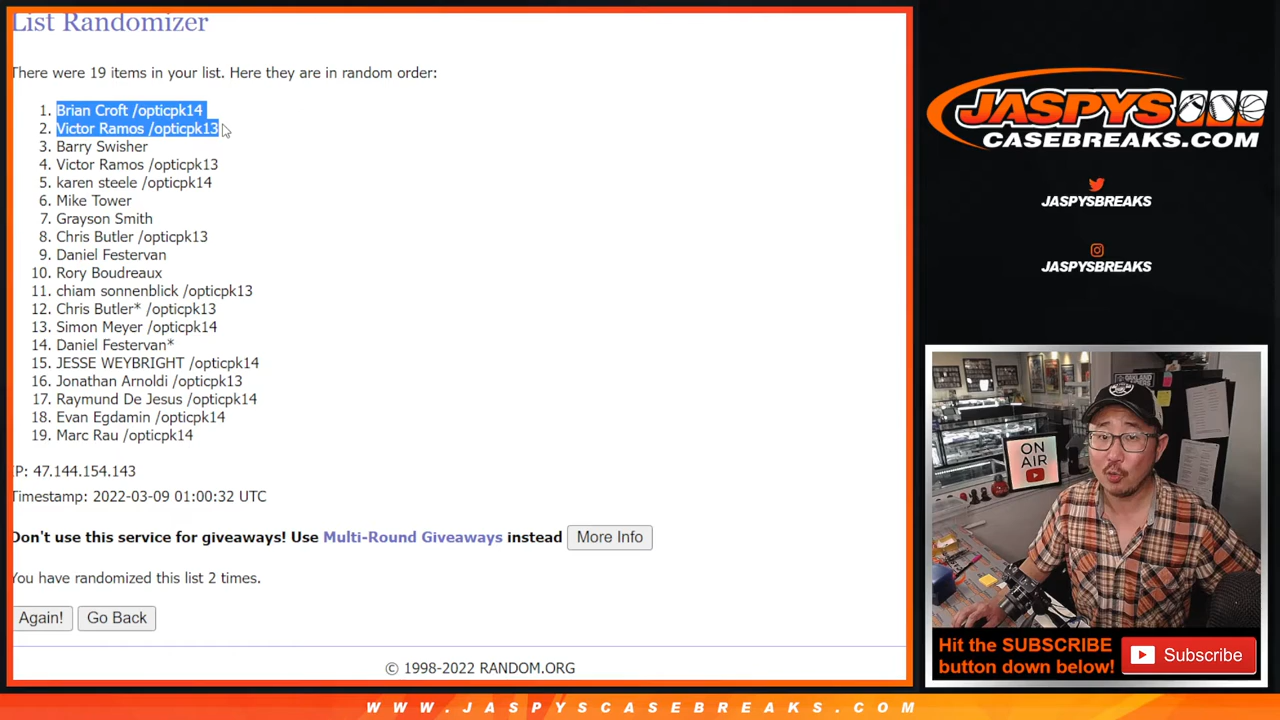 List Randomizer
There were 19 items in your list. Here they are in random order:
1. Brian Croft /opticpk14
2. Victor Ramos /opticpk13
3. Barry Swisher
4. Victor Ramos /opticpk13
5. karen steele /opticpk14
6. Mike Tower
7. Grayson Smith
8. Chris Butler /opticpk13
9. Daniel Festervan
10. Rory Boudreaux
11. chiam sonnenblick /opticpk13
12. Chris Butler* /opticpk13
13. Simon Meyer /opticpk14
14. Daniel Festervan*
15. JESSE WEYBRIGHT /opticpk14
16. Jonathan Arnoldi /opticpk13
17. Raymund De Jesus /opticpk14
18. Evan Egdamin /opticpk14
19. Marc Rau /opticpk14
IP: 47.144.154.143
Timestamp: 2022-03-09 01:00:32 UTC
Don't use this service for giveaways! Use Multi-Round Giveaways instead More Info
You have randomized this list 2 times.
Again! Go Back
© 1998-2022 RANDOM.ORG
JASPYS
CASEBREAKS.COM
JASPYSBREAKS
JASPYSBREAKS
ON
AIR
Hit the SUBSCRIBE
button down below!
Subscribe
WWW.JASPYSCASEBREAKS.COM